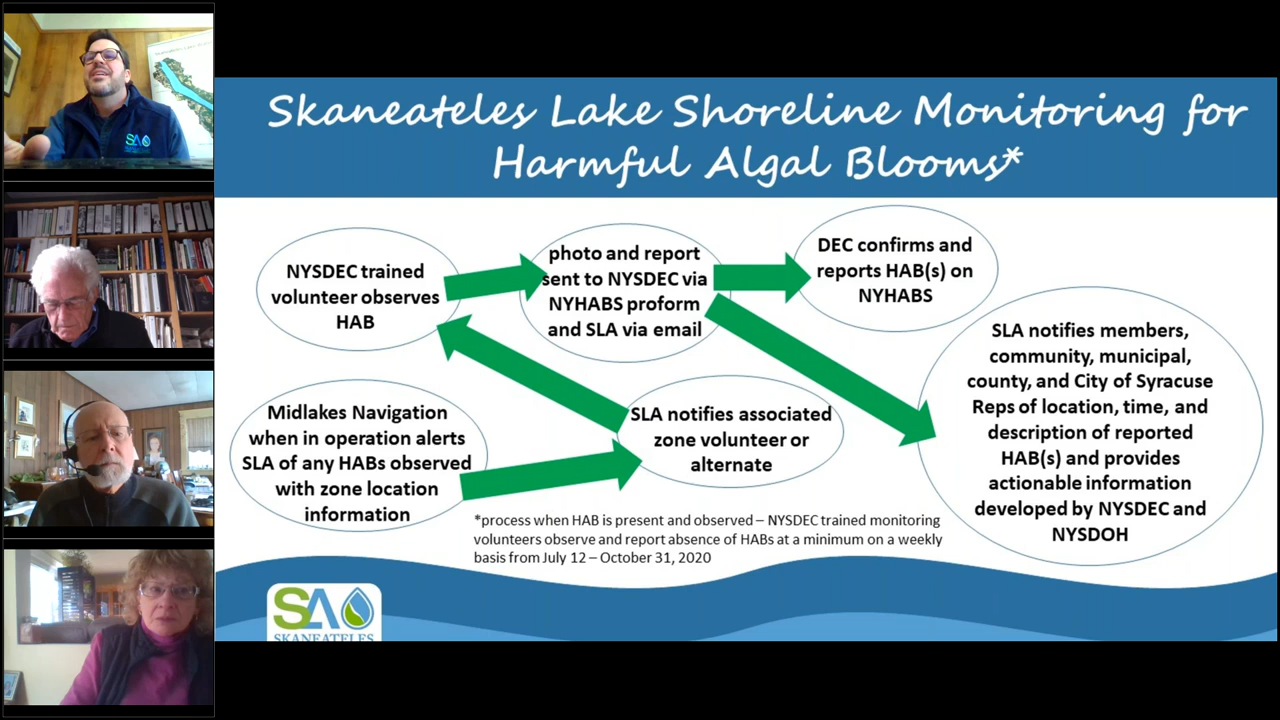 Skaneateles Lake Shoreline Monitoring for
Harmful Algal Blooms*
NYSDEC trained
volunteer observes
HAB
photo and report
sent to NYSDEC via
NYHABS proform
and SLA via email
DEC confirms and
reports HAB(s) on
NYHABS
SLA notifies members,
community, municipal,
county, and City of Syracuse
Reps of location, time, and
description of reported
HAB(s) and provides
actionable information
developed by NYSDEC and
NYSDOH
Midlakes Navigation
when in operation alerts
SLA of any HABs observed
with zone location
information
SLA notifies associated
zone volunteer or
alternate
*process when HAB is present and observed – NYSDEC trained monitoring
volunteers observe and report absence of HABs at a minimum on a weekly
basis from July 12 – October 31, 2020
SA
SKANEATELES
SA